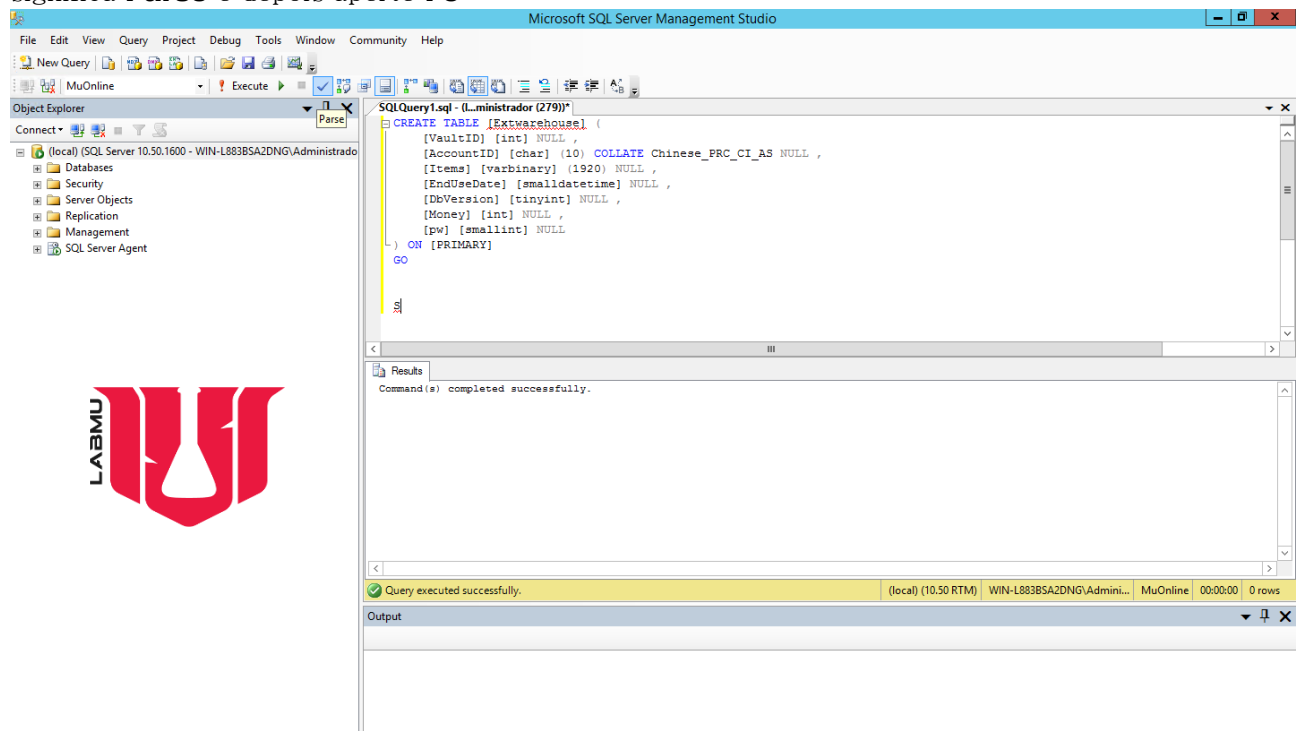 significa Parse e depois aperte F5
Microsoft SQL Server Management Studio
File Edit View Query Project Debug Tools Window Community Help
New Query
MuOnline Execute
Object Explorer
Parse
Connect
(local) (SQL Server 10.50.1600 - WIN-L883BSA2DNG\Administrado
Databases
Security
Server Objects
Replication
Management
SQL Server Agent
LABMU
SQLQuery1.sql - (l...ministrador (279))*
CREATE TABLE [Extwarehouse] (
[VaultID] [int] NULL ,
[AccountID] [char] (10) COLLATE Chinese_PRC_CI_AS NULL ,
[Items] [varbinary] (1920) NULL ,
[EndUseDate] [smalldatetime] NULL ,
[DbVersion] [tinyint] NULL ,
[Money] [int] NULL ,
[pw] [smallint] NULL
) ON [PRIMARY]
GO
s
Results
Command(s) completed successfully.
Query executed successfully. (local) (10.50 RTM) WIN-L883BSA2DNG\Admini... MuOnline 00:00:00 0 rows
Output